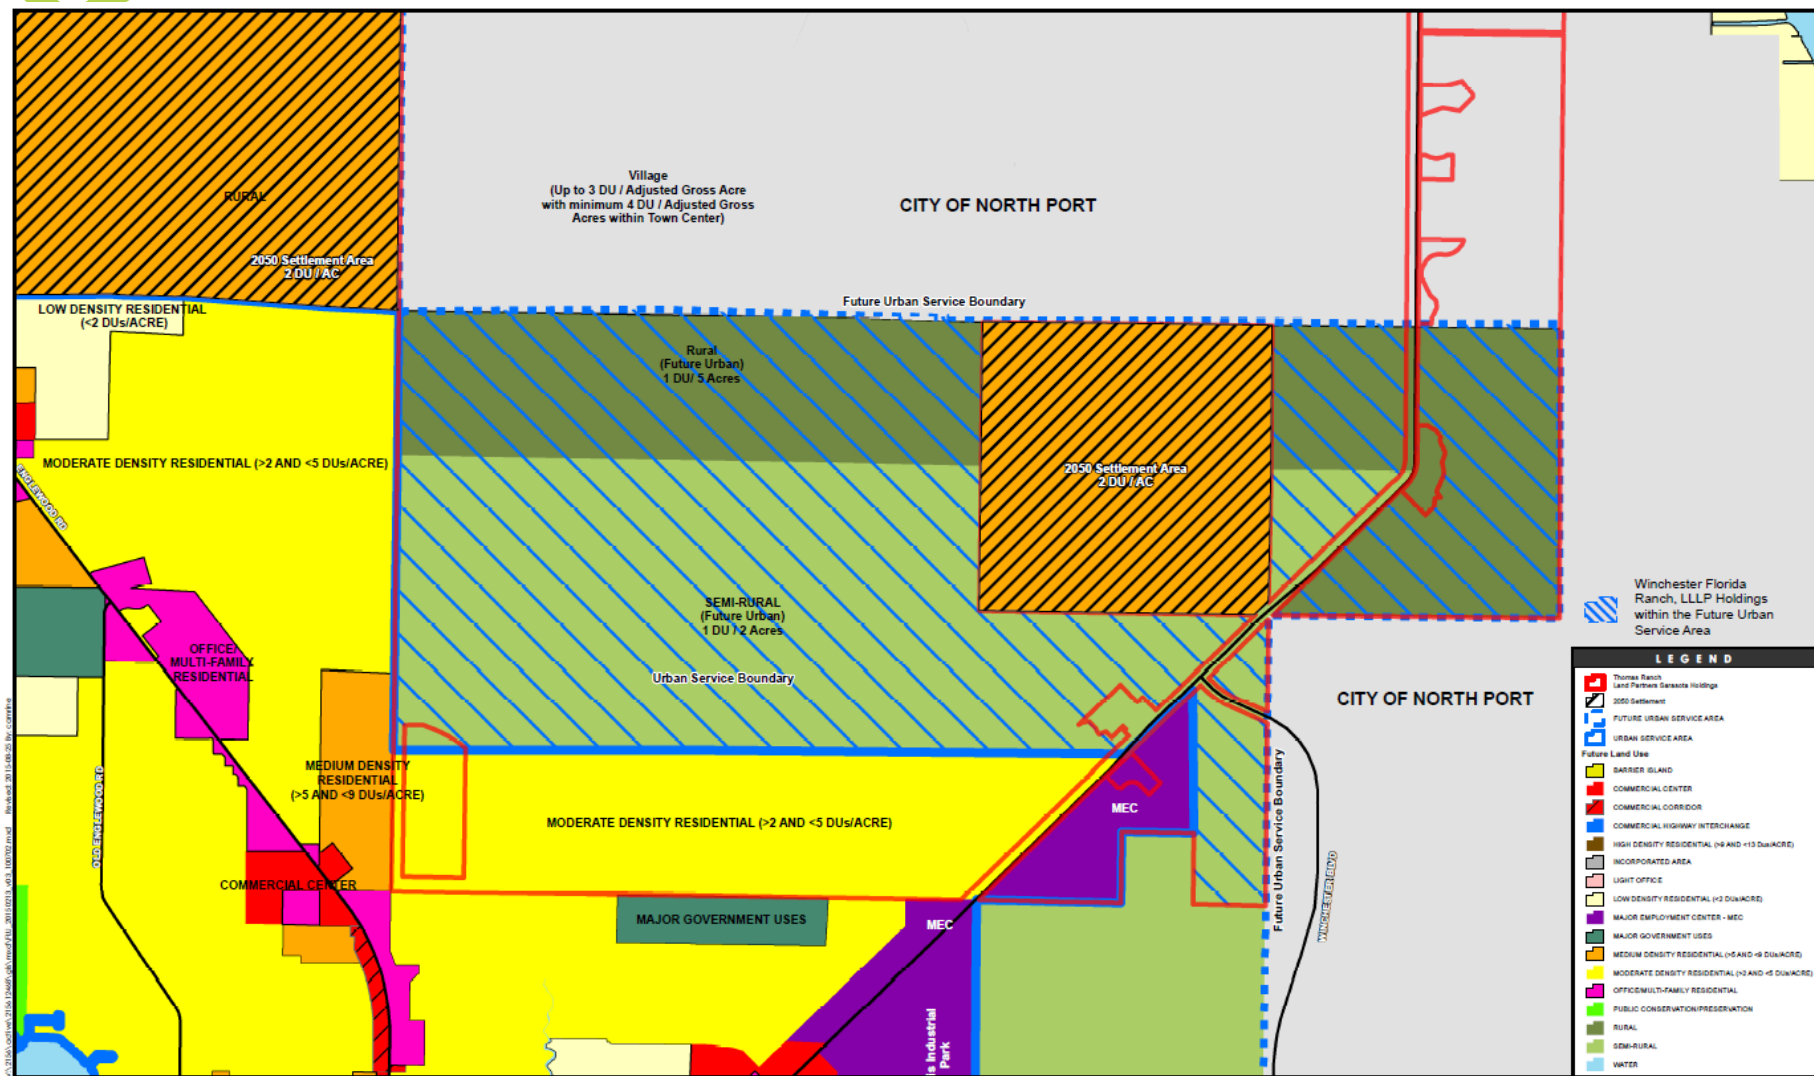 Village
(Up to 3 DU / Adjusted Gross Acre
with minimum 4 DU / Adjusted Gross
Acres within Town Center)
CITY OF NORTH PORT
RURAL
2050 Settlement Area
2 DU / AC
LOW DENSITY RESIDENTIAL
(<2 DUs/ACRE)
Future Urban Service Boundary
Rural
(Future Urban)
1 DU/ 5 Acres
MODERATE DENSITY RESIDENTIAL (>2 AND <5 DUs/ACRE)
2050 Settlement Area
2 DU / AC
ENGLEWOOD RD
SEMI-RURAL
(Future Urban)
1 DU / 2 Acres
OFFICE/
MULTI-FAMILY
RESIDENTIAL
Urban Service Boundary
CITY OF NORTH PORT
MEDIUM DENSITY
RESIDENTIAL
(>5 AND <9 DUs/ACRE)
OLD ENGLEWOOD RD
MODERATE DENSITY RESIDENTIAL (>2 AND <5 DUs/ACRE)
MEC
Future Urban Service Boundary
WINCHESTER BLVD
COMMERCIAL CENTER
MAJOR GOVERNMENT USES
MEC
s Industrial
Park
Winchester Florida
Ranch, LLLP Holdings
within the Future Urban
Service Area
LEGEND
Thomas Ranch
Land Partners Sarasota Holdings
2050 Settlement
FUTURE URBAN SERVICE AREA
URBAN SERVICE AREA
Future Land Use
BARRIER ISLAND
COMMERCIAL CENTER
COMMERCIAL CORRIDOR
COMMERCIAL HIGHWAY INTERCHANGE
HIGH DENSITY RESIDENTIAL (>9 AND <13 DUs/ACRE)
INCORPORATED AREA
LIGHT OFFICE
LOW DENSITY RESIDENTIAL (<2 DUs/ACRE)
MAJOR EMPLOYMENT CENTER - MEC
MAJOR GOVERNMENT USES
MEDIUM DENSITY RESIDENTIAL (>5 AND <9 DUs/ACRE)
MODERATE DENSITY RESIDENTIAL (>2 AND <5 DUs/ACRE)
OFFICE/MULTI-FAMILY RESIDENTIAL
PUBLIC CONSERVATION/PRESERVATION
RURAL
SEMI-RURAL
WATER